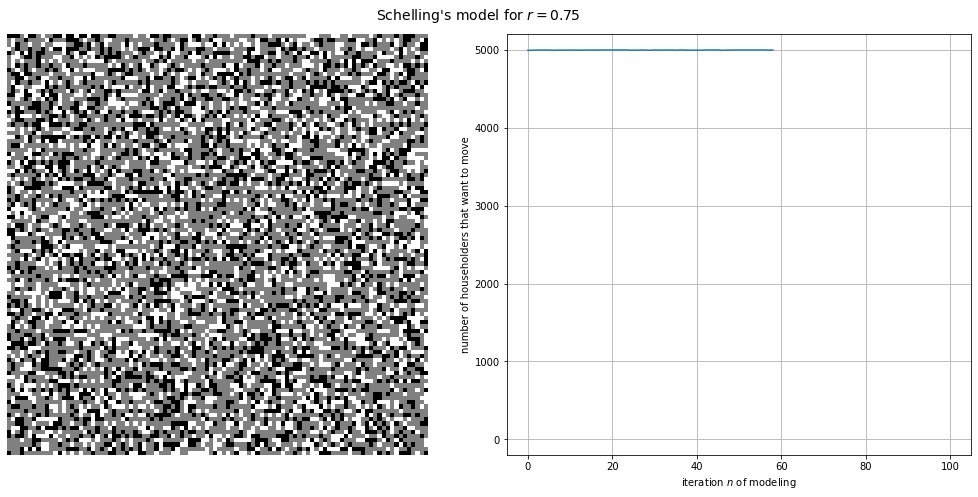 Schelling's model for r = 0.75
number of householders that want to move
5000
4000
3000
2000
1000
0
0 20 40 60 80 100
iteration n of modeling